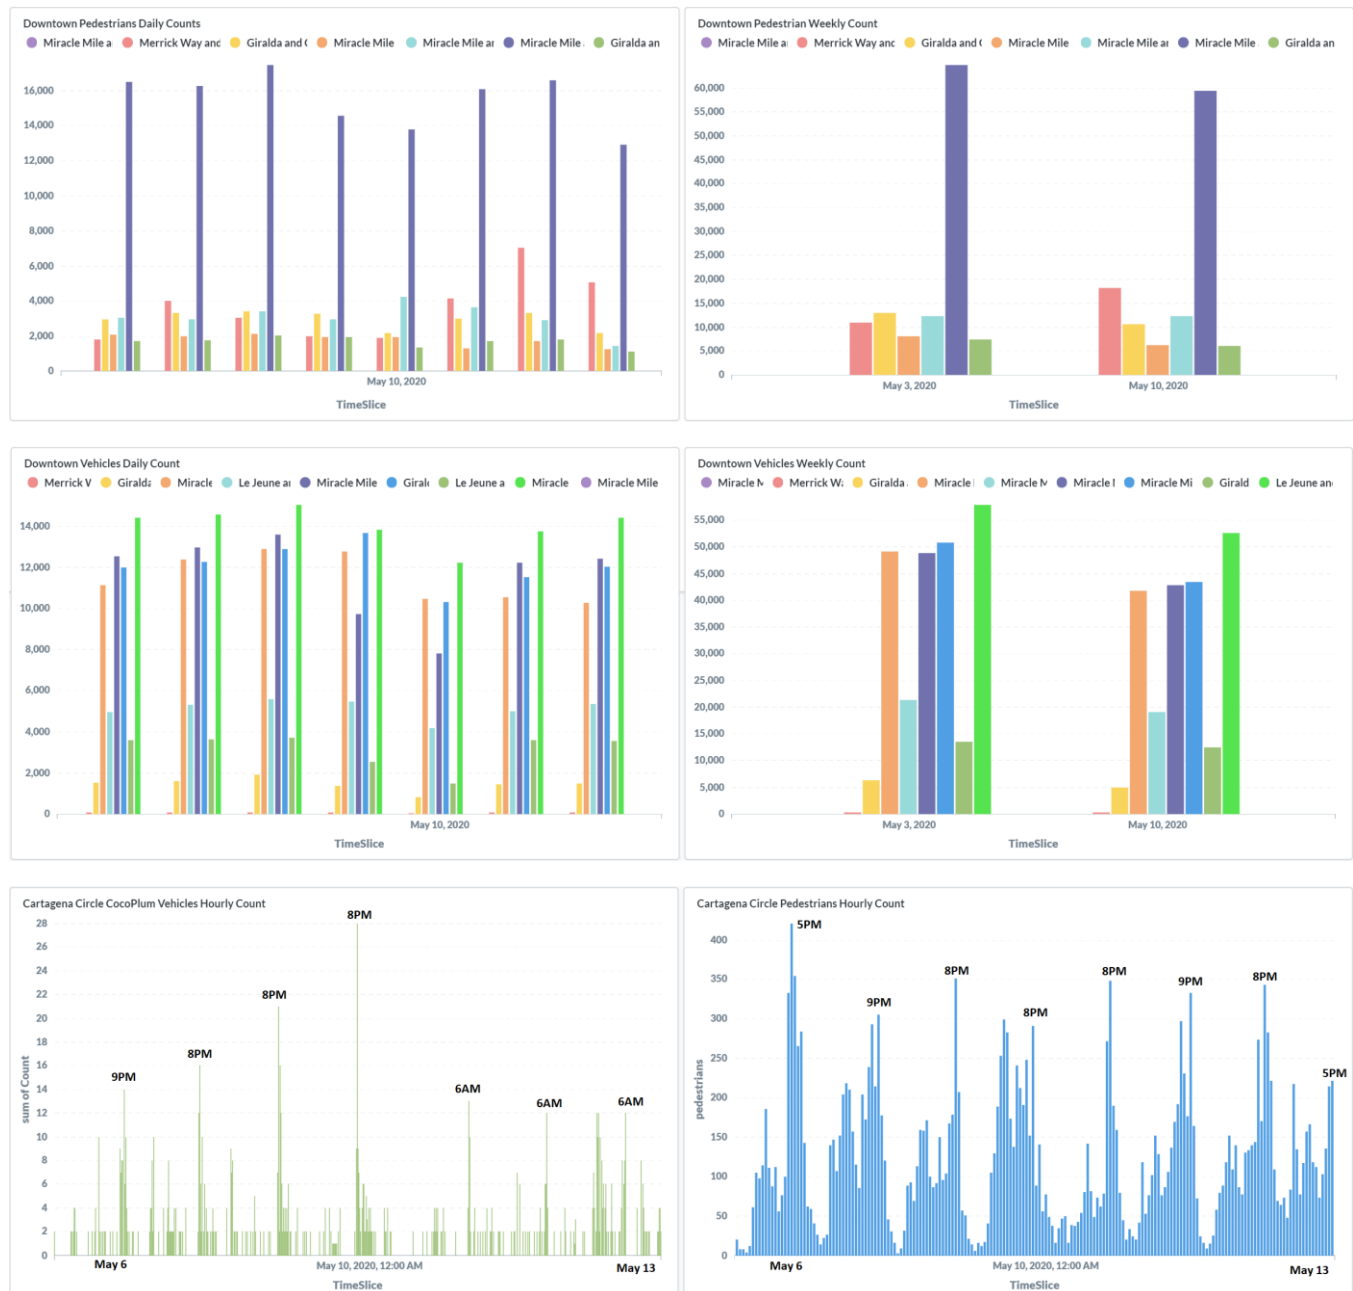 Downtown Pedestrians Daily Counts
Miracle Mile a Merrick Way and Giralda and Miracle Mile Miracle Mile ar Miracle Mile Giralda an
16,000
14,000
12,000
10,000
8,000
6,000
4,000
2,000
0
May 10, 2020
TimeSlice
Downtown Pedestrian Weekly Count
Miracle Mile a Merrick Way and Giralda and Miracle Mile Miracle Mile ar Miracle Mile Giralda an
60,000
55,000
50,000
45,000
40,000
35,000
30,000
25,000
20,000
15,000
10,000
5,000
0
May 3, 2020 May 10, 2020
TimeSlice
Downtown Vehicles Daily Count
Merrick V Giralda Miracle Le Jeune ar Miracle Mile Girald Le Jeune a Miracle Miracle Mile
14,000
12,000
10,000
8,000
6,000
4,000
2,000
0
May 10, 2020
TimeSlice
Downtown Vehicles Weekly Count
Miracle M Merrick Wa Giralda Miracle Miracle M Miracle Miracle Mi Girald Le Jeune an
55,000
50,000
45,000
40,000
35,000
30,000
25,000
20,000
15,000
10,000
5,000
0
May 3, 2020 May 10, 2020
TimeSlice
Cartagena Circle CocoPlum Vehicles Hourly Count
28
26
24
22
20
18
16
14
12
10
8
6
4
2
0
sum of Count
9PM
8PM
8PM
8PM
6AM
6AM
6AM
May 6 May 10, 2020, 12:00 AM May 13
TimeSlice
Cartagena Circle Pedestrians Hourly Count
400
350
300
250
200
150
100
50
0
pedestrians
5PM
9PM
8PM
8PM
8PM
9PM
8PM
5PM
May 6 May 10, 2020, 12:00 AM May 13
TimeSlice